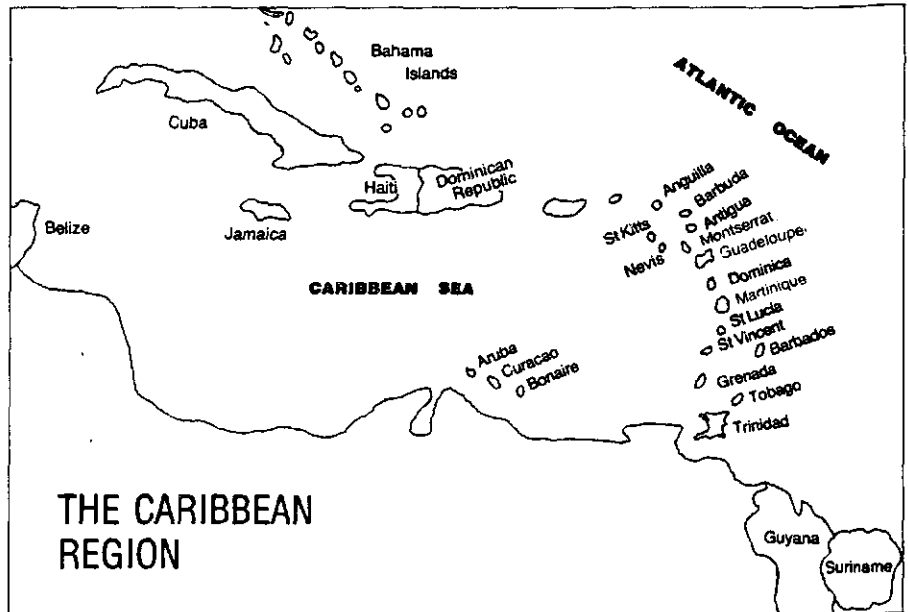 Bahama
Islands
ATLANTIC OCEAN
Cuba
Haiti
Dominican
Republic
Anguilla
Barbuda
Antigua
St Kitts
Montserrat
Nevis
Guadeloupe
Belize
Jamaica
CARIBBEAN SEA
Dominica
Martinique
St Lucia
St Vincent
Barbados
Aruba
Curacao
Bonaire
Grenada
Tobago
Trinidad
THE CARIBBEAN
REGION
Guyana
Suriname